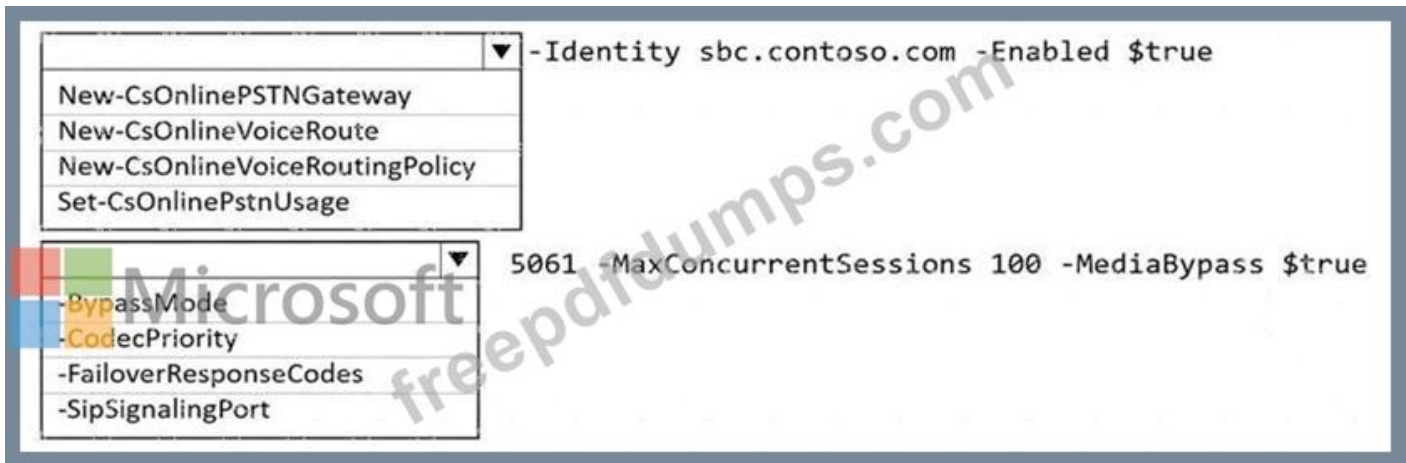 -Identity sbc.contoso.com -Enabled $true
New-CsOnlinePSTNGateway
New-CsOnlineVoiceRoute
New-CsOnlineVoiceRoutingPolicy
Set-CsOnlinePstnUsage
5061 -MaxConcurrentSessions 100 -MediaBypass $true
Microsoft
-BypassMode
-CodecPriority
-FailoverResponseCodes
-SipSignalingPort
freepdfdumps.com